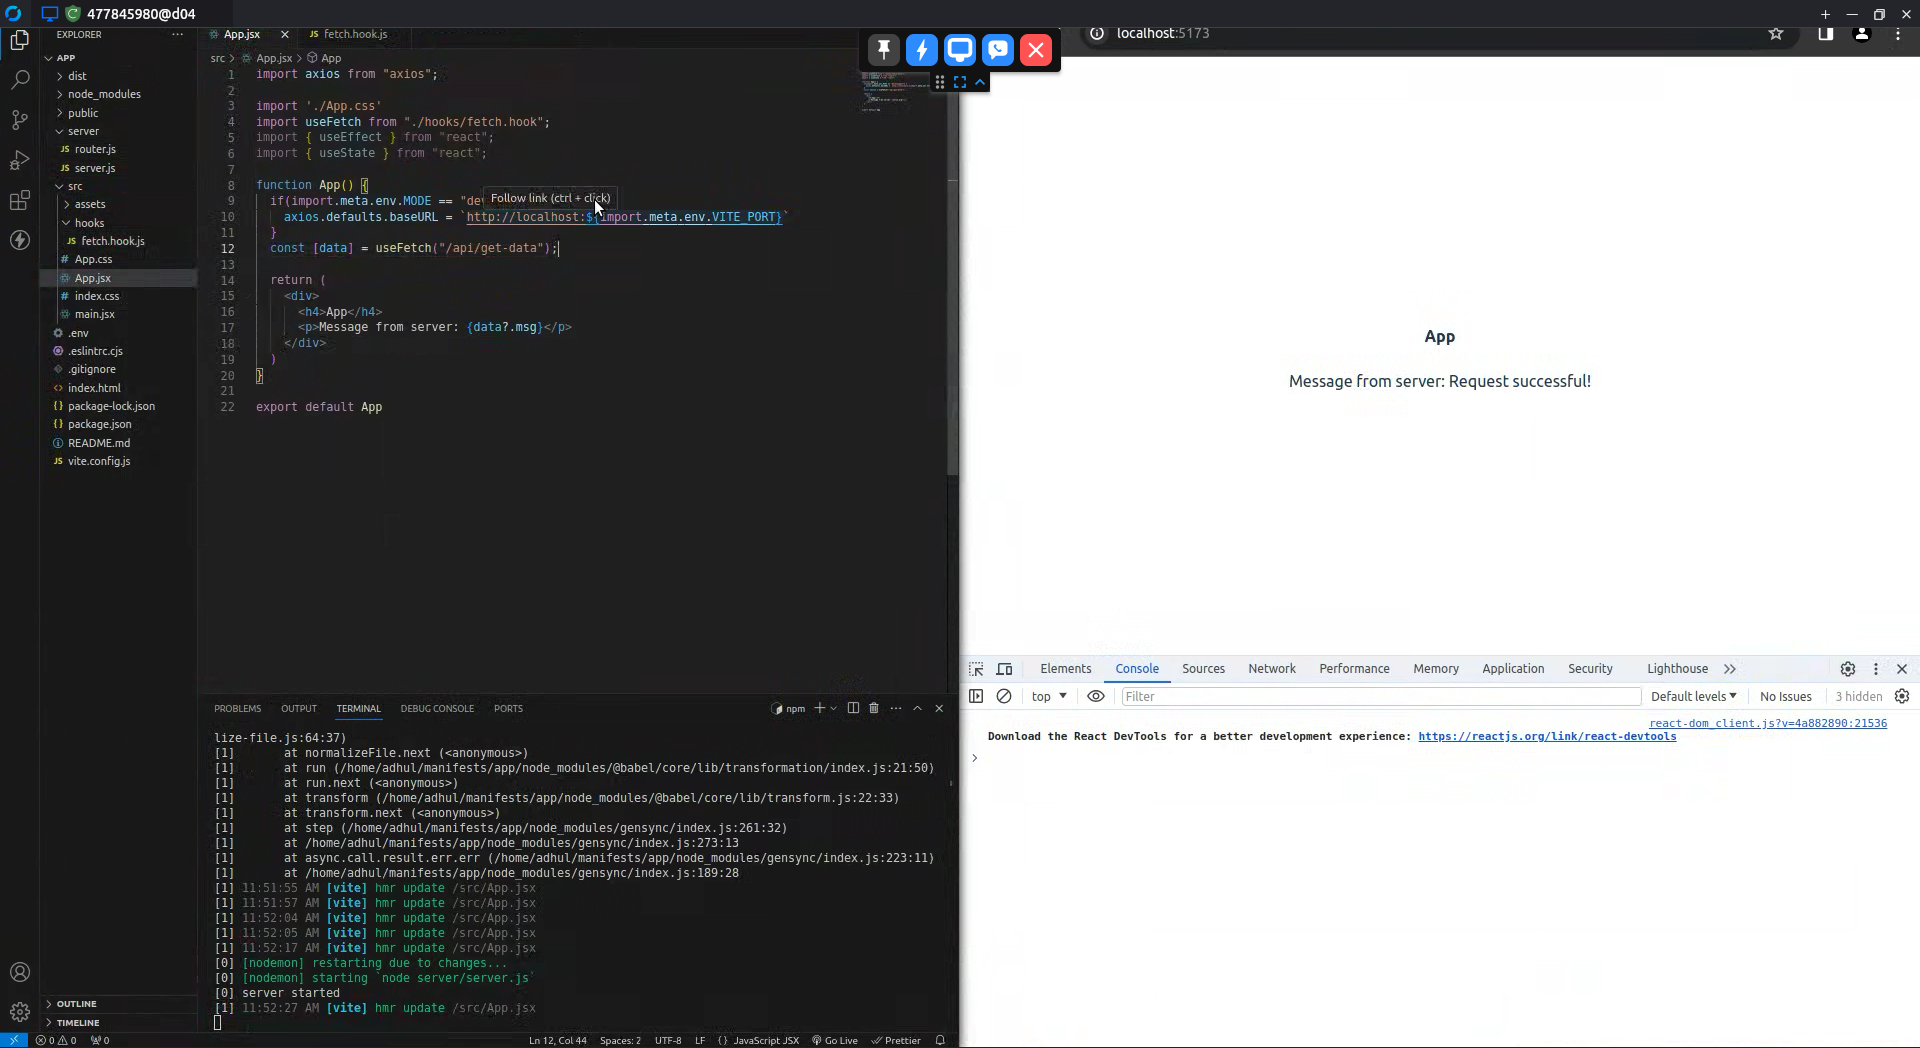 477845980@d04
EXPLORER
APP
dist
node_modules
public
server
JS router.js
JS server.js
src
assets
hooks
JS fetch.hook.js
# App.css
App.jsx
# index.css
main.jsx
.env
.eslintrc.cjs
.gitignore
<> index.html
{} package-lock.json
{} package.json
README.md
JS vite.config.js
OUTLINE
TIMELINE
App.jsx
JS fetch.hook.js
src > App.jsx > App
1 import axios from "axios";
2
3 import './App.css'
4 import useFetch from "./hooks/fetch.hook";
5 import { useEffect } from "react";
6 import { useState } from "react";
7
8 function App() {
Follow link (ctrl + click)
9 if(import.meta.env.MODE == "de
10 axios.defaults.baseURL = `http://localhost:${import.meta.env.VITE_PORT}`
11 }
12 const [data] = useFetch("/api/get-data");
13
14 return (
15 <div>
16 <h4>App</h4>
17 <p>Message from server: {data?.msg}</p>
18 </div>
19 )
20 }
21
22 export default App
PROBLEMS OUTPUT TERMINAL DEBUG CONSOLE PORTS
npm
lize-file.js:64:37)
[1] at normalizeFile.next (<anonymous>)
[1] at run (/home/adhul/manifests/app/node_modules/@babel/core/lib/transformation/index.js:21:50)
[1] at run.next (<anonymous>)
[1] at transform (/home/adhul/manifests/app/node_modules/@babel/core/lib/transform.js:22:33)
[1] at transform.next (<anonymous>)
[1] at step (/home/adhul/manifests/app/node_modules/gensync/index.js:261:32)
[1] at /home/adhul/manifests/app/node_modules/gensync/index.js:273:13
[1] at async.call.result.err.err (/home/adhul/manifests/app/node_modules/gensync/index.js:223:11)
[1] at /home/adhul/manifests/app/node_modules/gensync/index.js:189:28
[1] 11:51:55 AM [vite] hmr update /src/App.jsx
[1] 11:51:57 AM [vite] hmr update /src/App.jsx
[1] 11:52:04 AM [vite] hmr update /src/App.jsx
[1] 11:52:05 AM [vite] hmr update /src/App.jsx
[1] 11:52:17 AM [vite] hmr update /src/App.jsx
[0] [nodemon] restarting due to changes...
[0] [nodemon] starting `node server/server.js`
[0] server started
[1] 11:52:27 AM [vite] hmr update /src/App.jsx
0 0 0
Ln 12, Col 44 Spaces: 2 UTF-8 LF {} JavaScript JSX Go Live Prettier
localhost:5173
App
Message from server: Request successful!
Elements Console Sources Network Performance Memory Application Security Lighthouse
top Filter Default levels No Issues 3 hidden
react-dom_client.js?v=4a882890:21536
Download the React DevTools for a better development experience: https://reactjs.org/link/react-devtools